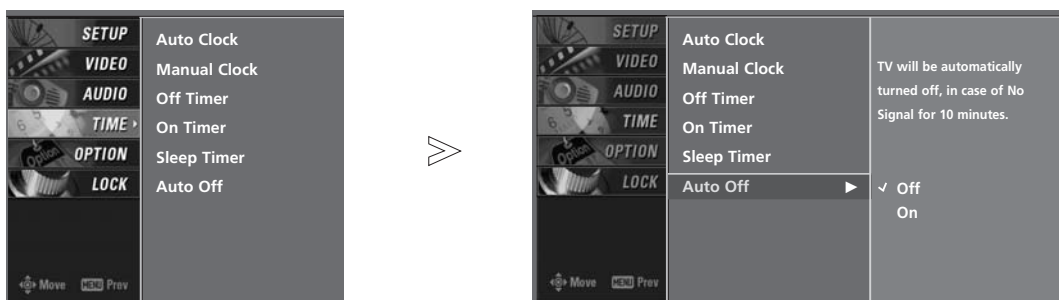 SETUP
VIDEO
AUDIO
TIME
OPTION
LOCK
Auto Clock
Manual Clock
Off Timer
On Timer
Sleep Timer
Auto Off
Move MENU Prev
SETUP
VIDEO
AUDIO
TIME
OPTION
LOCK
Auto Clock
Manual Clock
Off Timer
On Timer
Sleep Timer
Auto Off
TV will be automatically
turned off, in case of No
Signal for 10 minutes.
✓ Off
On
Move MENU Prev